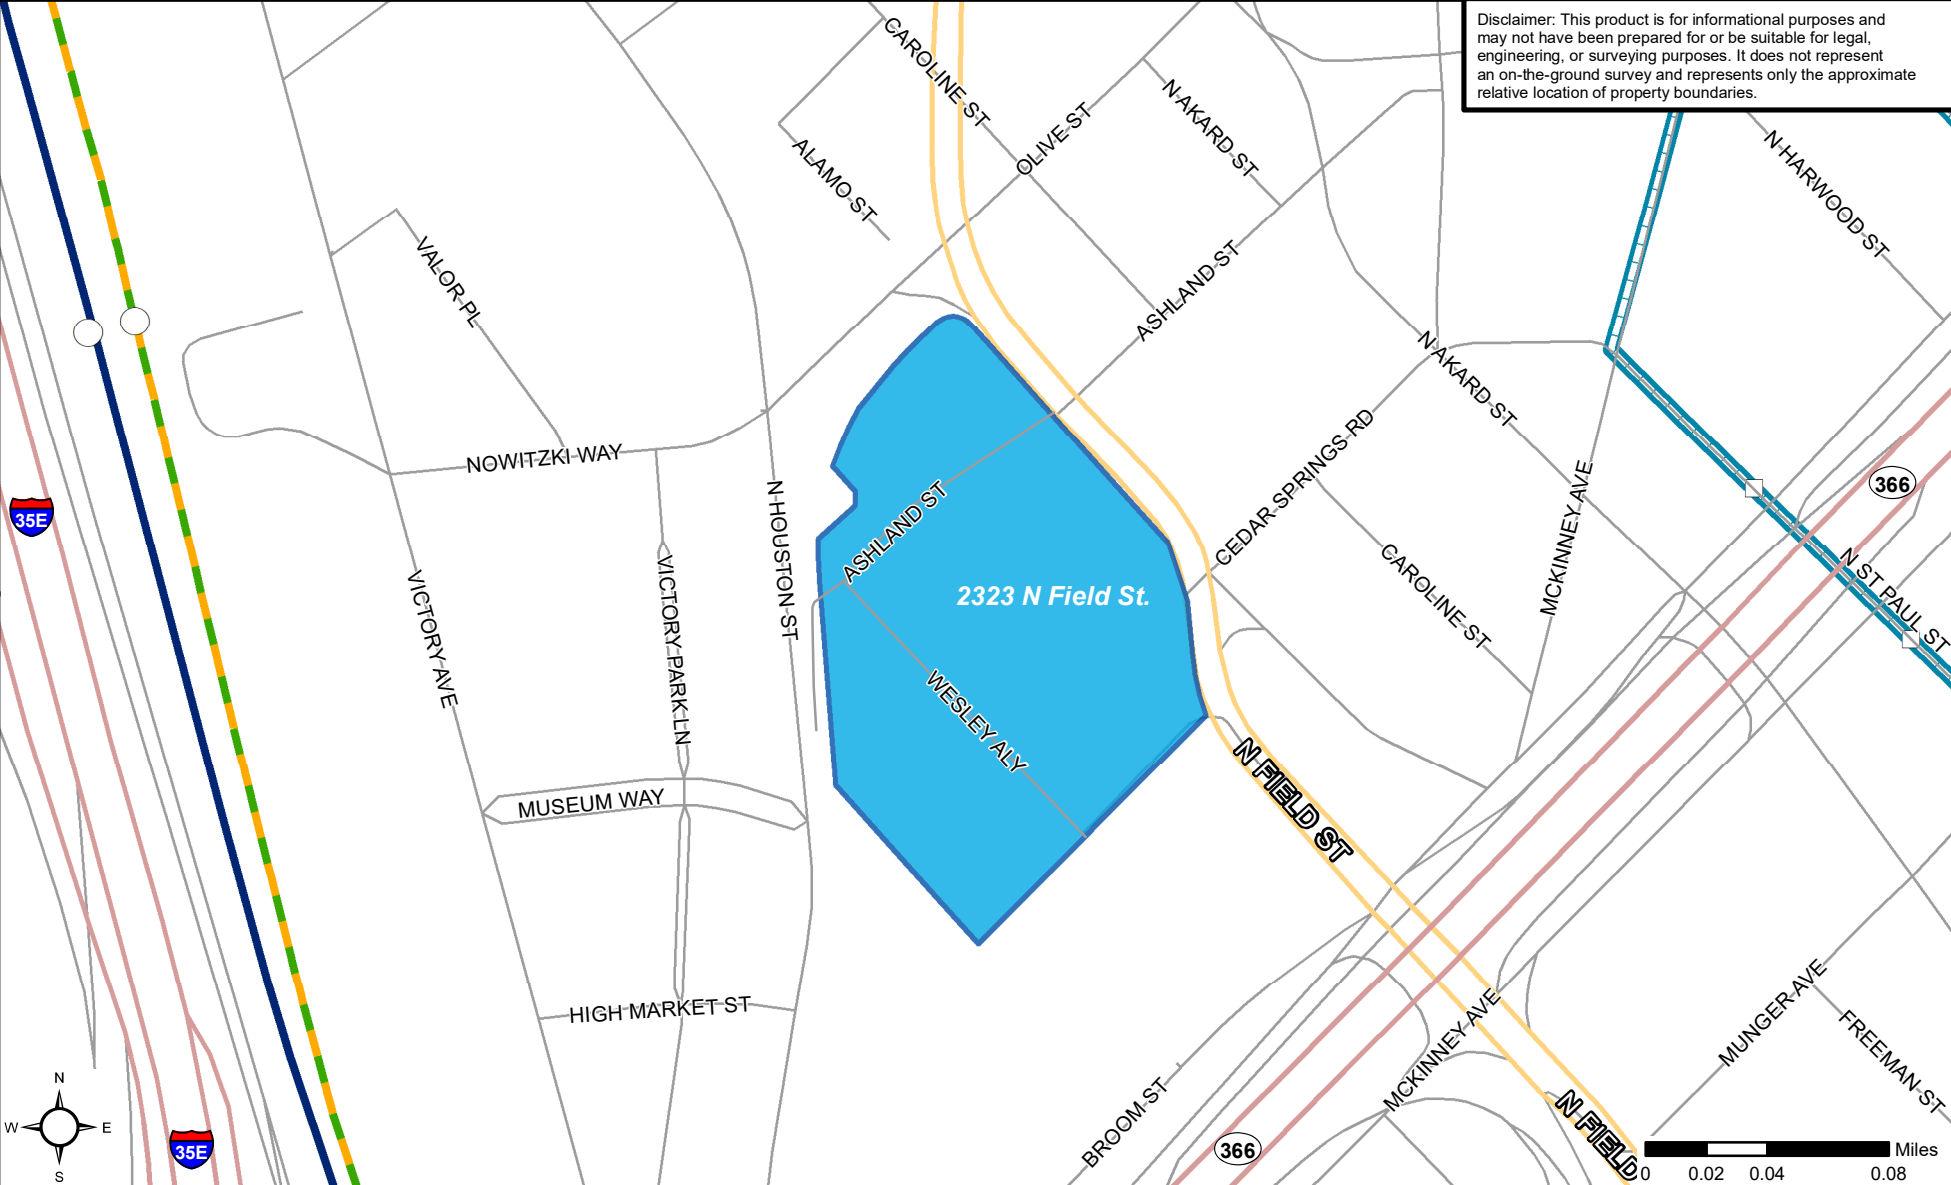 Disclaimer: This product is for informational purposes and
may not have been prepared for or be suitable for legal,
engineering, or surveying purposes. It does not represent
an on-the-ground survey and represents only the approximate
relative location of property boundaries.
CAROLINE ST
OLIVE ST
N AKARD ST
ALAMO ST
N HARWOOD ST
VALOR PL
ASHLAND ST
N AKARD ST
NOWITZKI WAY
CEDAR SPRINGS RD
366
35E
N HOUSTON ST
ASHLAND ST
MCKINNEY AVE
CAROLINE ST
N ST PAUL ST
2323 N Field St.
VICTORY AVE
VICTORY PARK LN
WESLEY ALY
MUSEUM WAY
N FIELD ST
HIGH MARKET ST
MCKINNEY AVE
MUNGER AVE
FREEMAN ST
BROOM ST
N FIELD
366
35E
N
W E
S
Miles
0 0.02 0.04 0.08